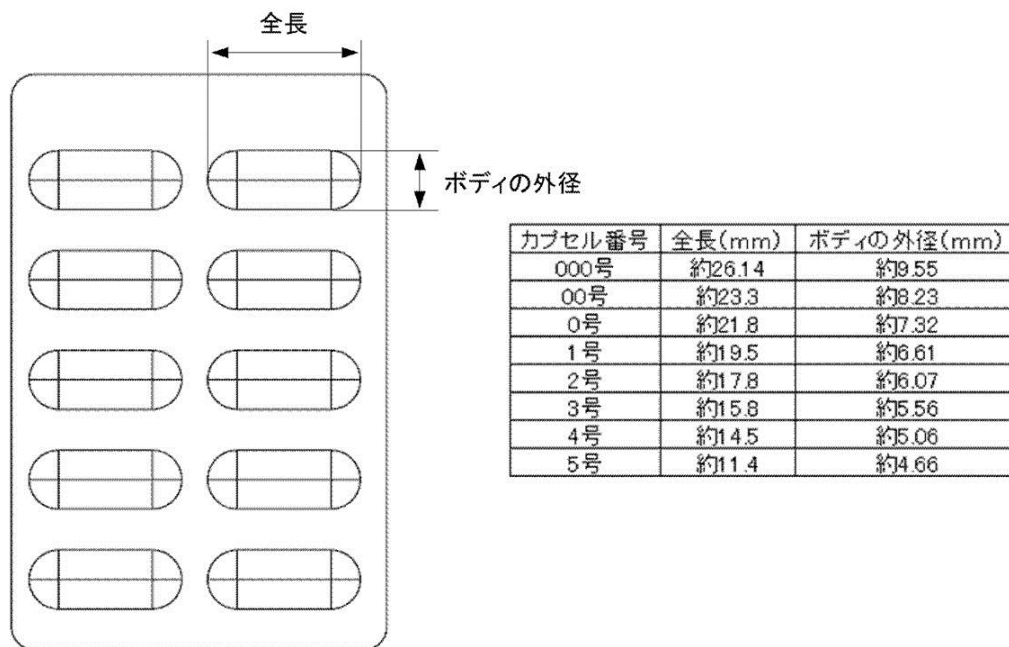 全長
ボディの外径
カプセル番号 全長(mm) ボディの外径(mm)
000号 約26.14 約9.55
00号 約23.3 約8.23
0号 約21.8 約7.32
1号 約19.5 約6.61
2号 約17.8 約6.07
3号 約15.8 約5.56
4号 約14.5 約5.06
5号 約11.4 約4.66